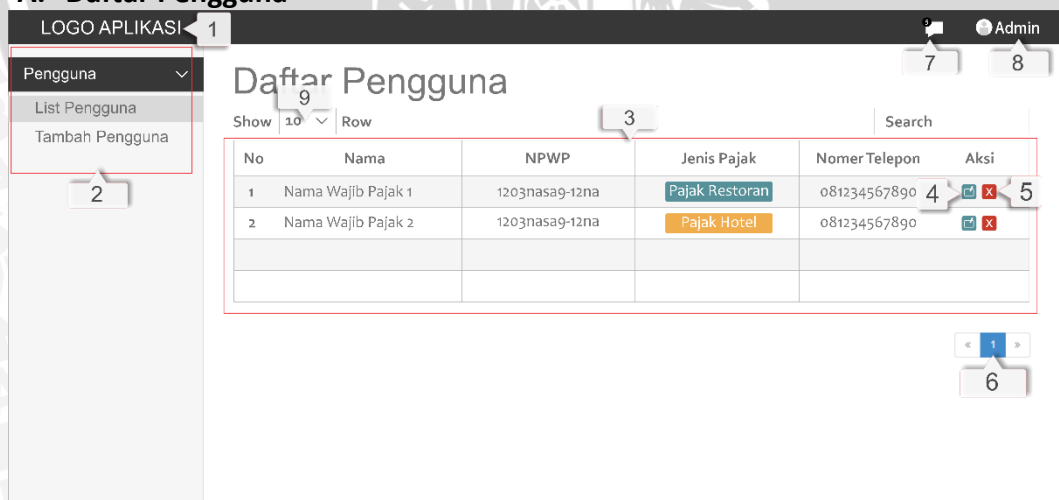 A. Daftar Pengguna
LOGO APLIKASI 1
Admin
7 8
Pengguna
List Pengguna
Tambah Pengguna
2
Daftar Pengguna
9
Show 10 Row
3
Search
No Nama NPWP Jenis Pajak Nomer Telepon Aksi
1 Nama Wajib Pajak 1 1203nasa9-12na Pajak Restoran 081234567890 4 x 5
2 Nama Wajib Pajak 2 1203nasa9-12na Pajak Hotel 081234567890 x
« 1 »
6